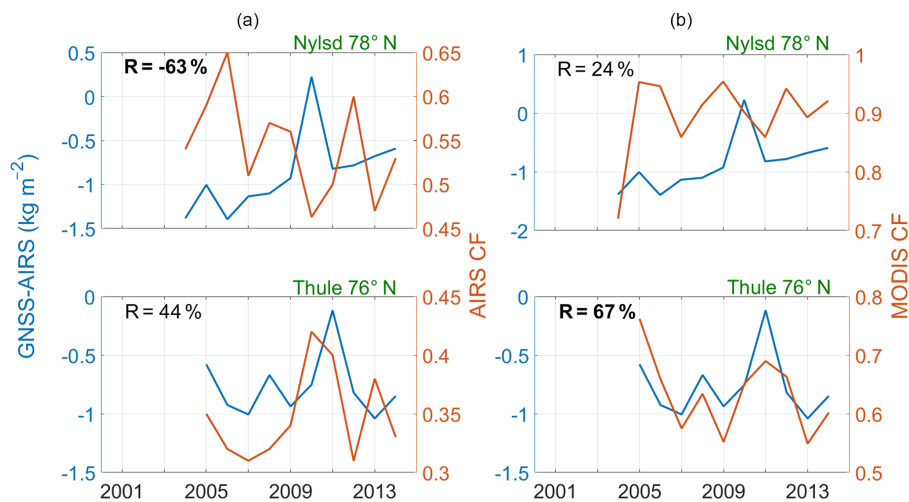 (a)
(b)
Nylsd 78° N
Nylsd 78° N
R = -63 %
R = 24 %
0.5
0
-0.5
-1
-1.5
0.65
0.6
0.55
0.5
0.45
1
0
-1
-2
1
0.9
0.8
0.7
GNSS-AIRS (kg m⁻²)
AIRS CF
MODIS CF
Thule 76° N
Thule 76° N
R = 44 %
R = 67 %
0
-0.5
-1
-1.5
0.45
0.4
0.35
0.3
0
-0.5
-1
-1.5
0.8
0.7
0.6
0.5
2001 2005 2009 2013
2001 2005 2009 2013